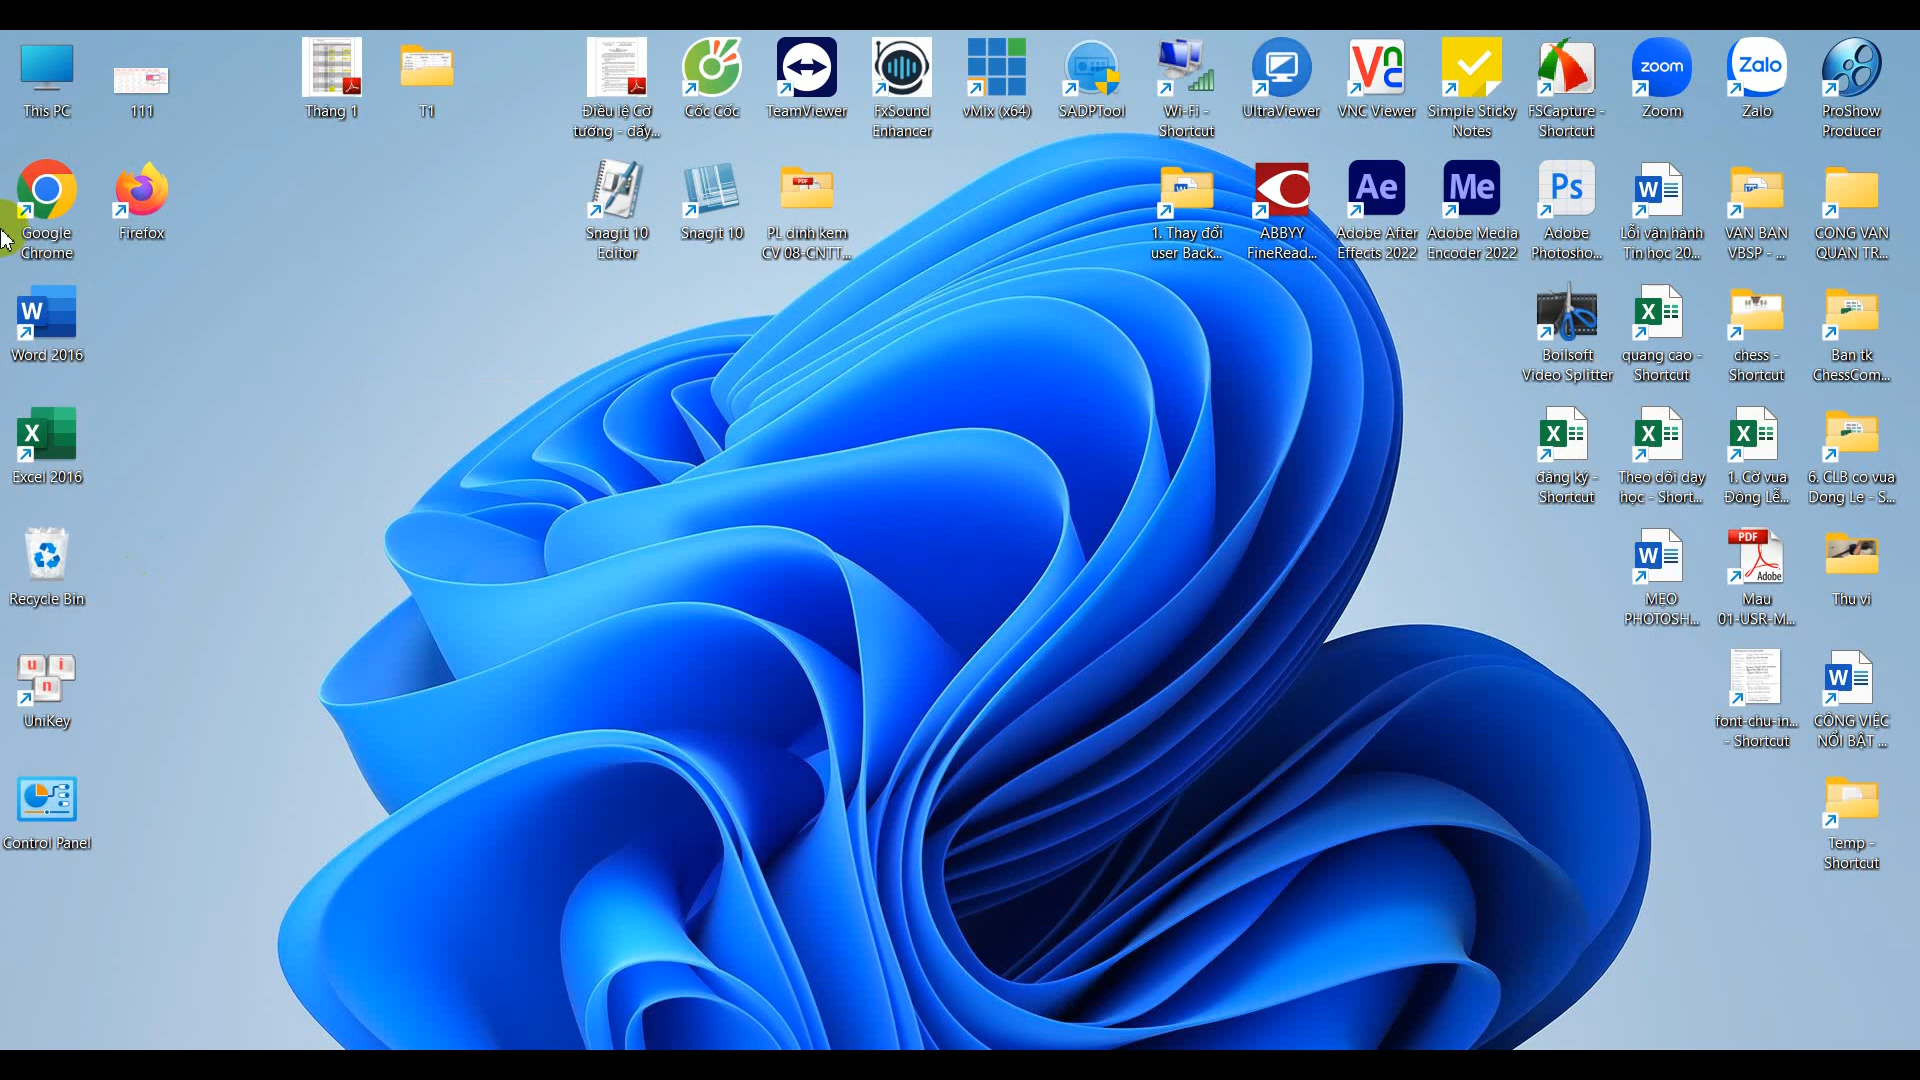 This PC
111
Tháng 1
T1
Điều lệ Cờ
tướng - đẩy...
Cốc Cốc
TeamViewer
FxSound
Enhancer
vMix (x64)
SADPTool
Wi-Fi -
Shortcut
UltraViewer
VNC Viewer
Simple Sticky
Notes
FSCapture -
Shortcut
zoom
Zoom
Zalo
Zalo
ProShow
Producer
Google
Chrome
Firefox
Snagit 10
Editor
Snagit 10
PDF
PL dinh kem
CV 08-CNTT...
1. Thay đổi
user Back...
ABBYY
FineRead...
Ae
Adobe After
Effects 2022
Me
Adobe Media
Encoder 2022
Ps
Adobe
Photosho...
W
Lỗi vận hành
Tin học 20...
VAN BAN
VBSP - ...
CONG VAN
QUAN TR...
W
Word 2016
Boilsoft
Video Splitter
X
quang cao -
Shortcut
chess -
Shortcut
Ban tk
ChessCom...
X
Excel 2016
X
đăng ký -
Shortcut
X
Theo dõi dạy
học - Short...
X
1. Cờ vua
Đông Lễ...
6. CLB co vua
Dong Le - S...
Recycle Bin
W
MẸO
PHOTOSH...
PDF
Adobe
Mau
01-USR-M...
Thu vi
u i
n
UniKey
font-chu-in...
- Shortcut
W
CÔNG VIỆC
NỔI BẬT ...
Control Panel
Temp -
Shortcut